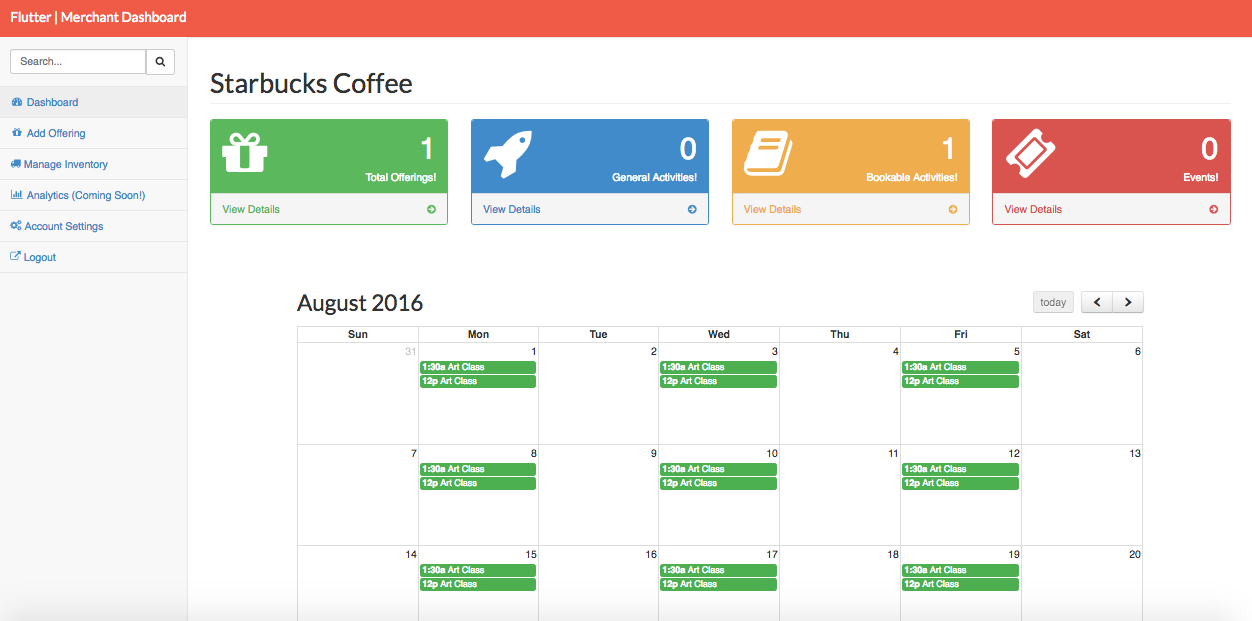 Flutter | Merchant Dashboard
Search...
Dashboard
Add Offering
Manage Inventory
Analytics (Coming Soon!)
Account Settings
Logout
Starbucks Coffee
1
Total Offerings!
View Details
0
General Activities!
View Details
1
Bookable Activities!
View Details
0
Events!
View Details
August 2016
today
Sun Mon Tue Wed Thu Fri Sat
31 1 2 3 4 5 6
1:30a Art Class 1:30a Art Class 1:30a Art Class
12p Art Class 12p Art Class 12p Art Class
7 8 9 10 11 12 13
1:30a Art Class 1:30a Art Class 1:30a Art Class
12p Art Class 12p Art Class 12p Art Class
14 15 16 17 18 19 20
1:30a Art Class 1:30a Art Class 1:30a Art Class
12p Art Class 12p Art Class 12p Art Class